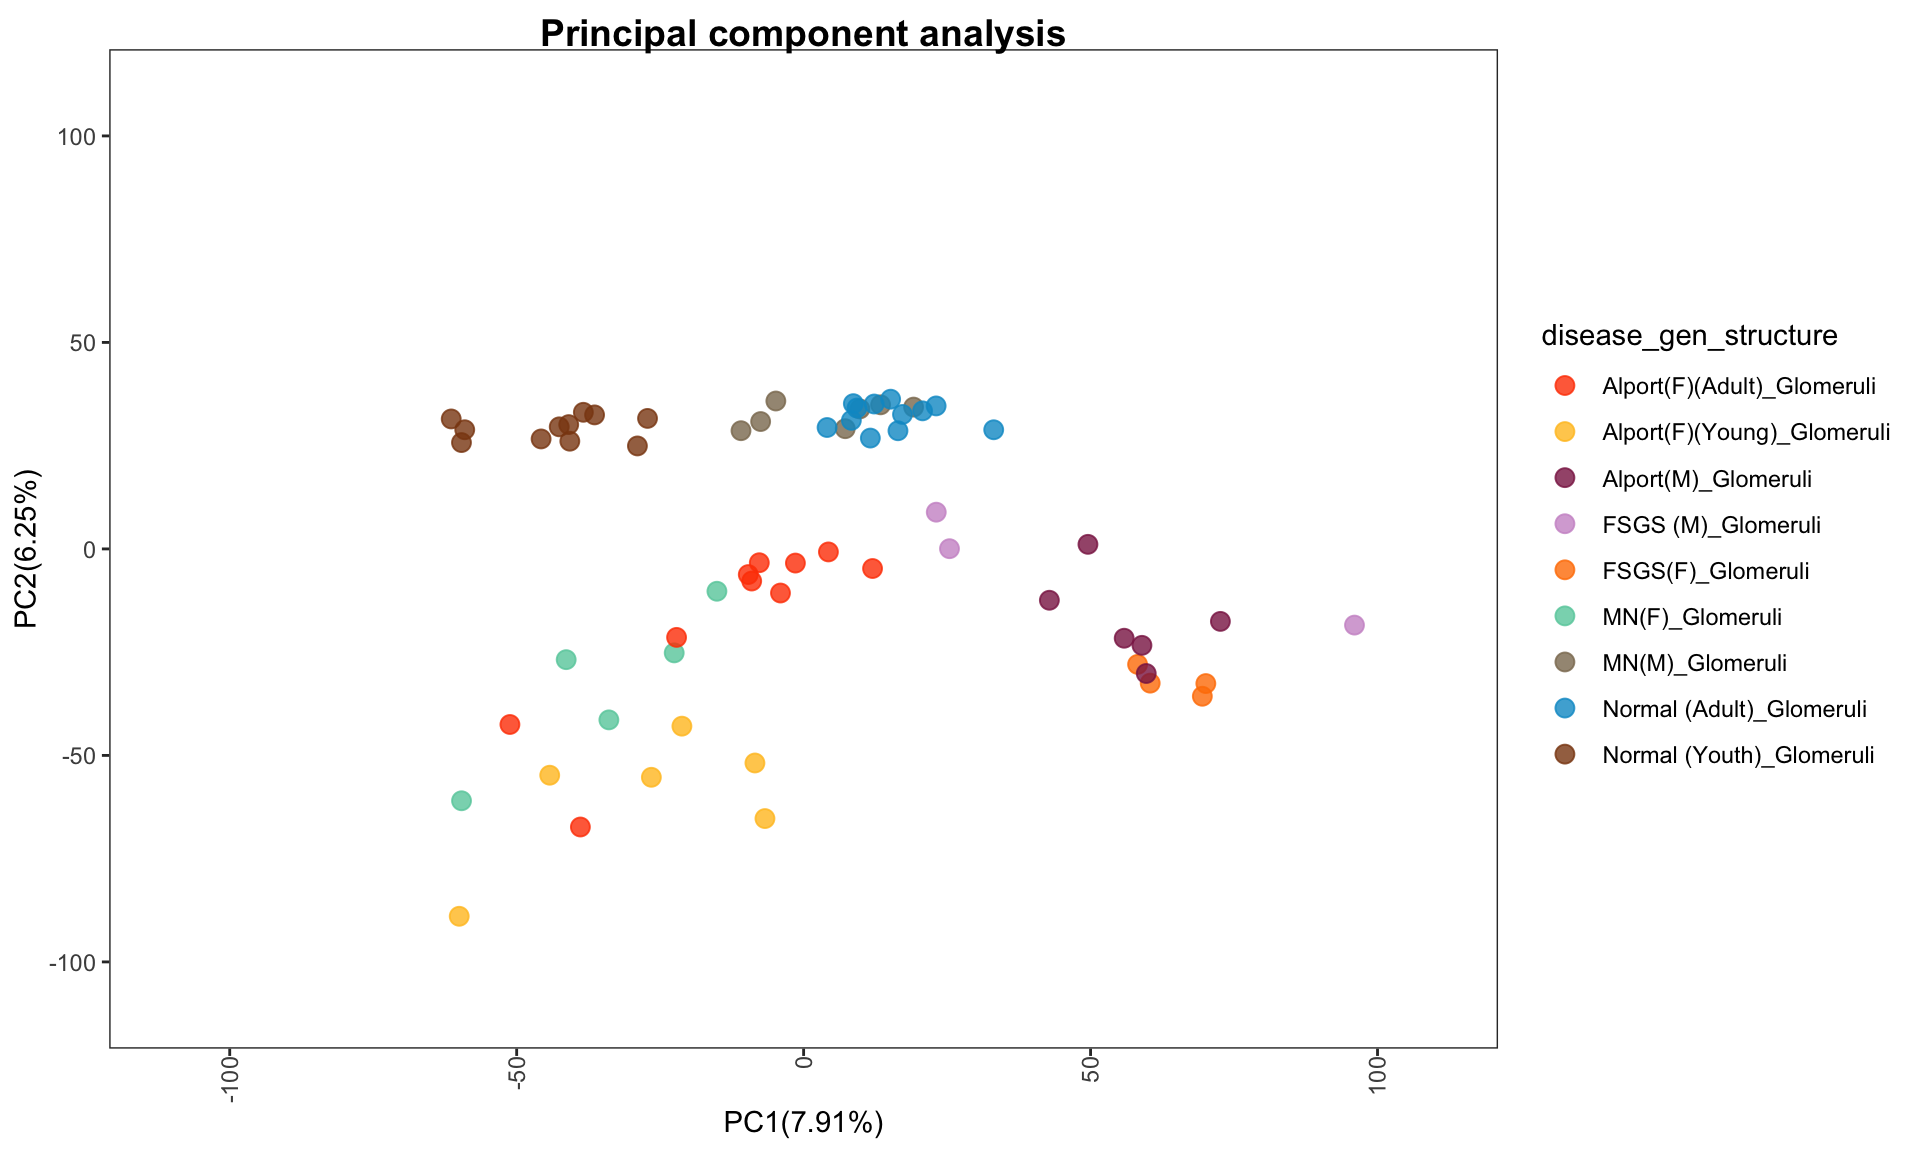 Principal component analysis
100
50
0
-50
-100
PC2(6.25%)
-100
-50
0
50
100
PC1(7.91%)
disease_gen_structure
Alport(F)(Adult)_Glomeruli
Alport(F)(Young)_Glomeruli
Alport(M)_Glomeruli
FSGS (M)_Glomeruli
FSGS(F)_Glomeruli
MN(F)_Glomeruli
MN(M)_Glomeruli
Normal (Adult)_Glomeruli
Normal (Youth)_Glomeruli